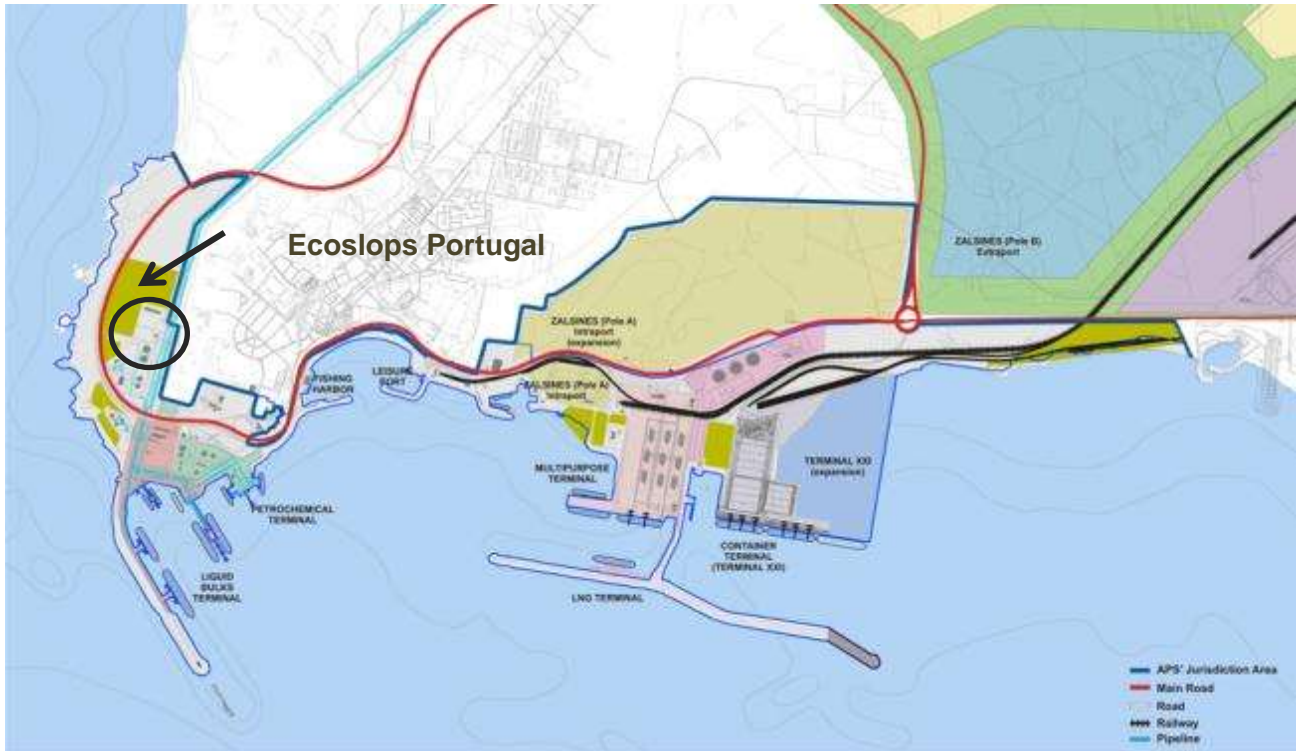 Ecoslops Portugal
ZALSINES (Pole B)
Extraport
ZALSINES (Pole A)
Intraport
(expansion)
FISHING
HARBOR
LEISURE
PORT
ZALSINES (Pole A)
Intraport
MULTIPURPOSE
TERMINAL
TERMINAL XXI
(expansion)
PETROCHEMICAL
TERMINAL
CONTAINER
TERMINAL
(TERMINAL XXI)
LIQUID
BULKS
TERMINAL
LNG TERMINAL
APS' Jurisdiction Area
Main Road
Road
Railway
Pipeline